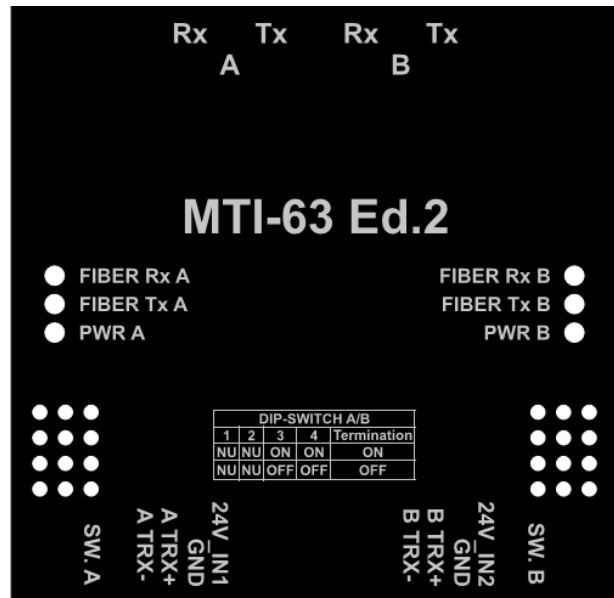 Rx Tx Rx Tx
A B
MTI-63 Ed.2
FIBER Rx A FIBER Rx B
FIBER Tx A FIBER Tx B
PWR A PWR B
DIP-SWITCH A/B
1 2 3 4 Termination
NU NU ON ON ON
NU NU OFF OFF OFF
SW. A
A TRX-
A TRX+
GND
24V_IN1
B TRX-
B TRX+
GND
24V_IN2
SW. B